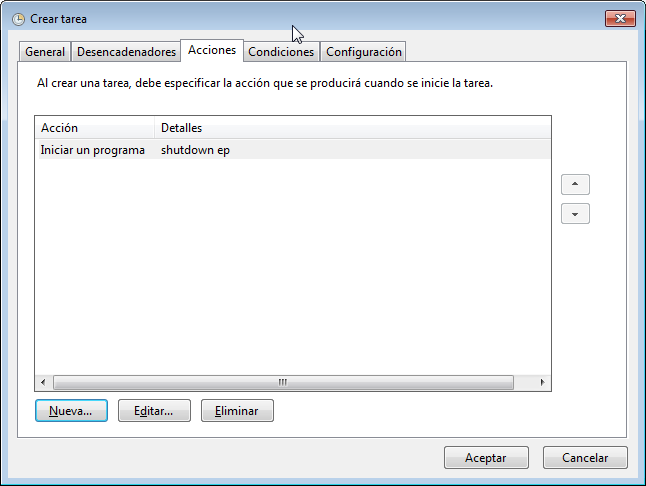 Crear tarea
General Desencadenadores Acciones Condiciones Configuración
Al crear una tarea, debe especificar la acción que se producirá cuando se inicie la tarea.
Acción Detalles
Iniciar un programa shutdown ep
Nueva... Editar... Eliminar
Aceptar Cancelar